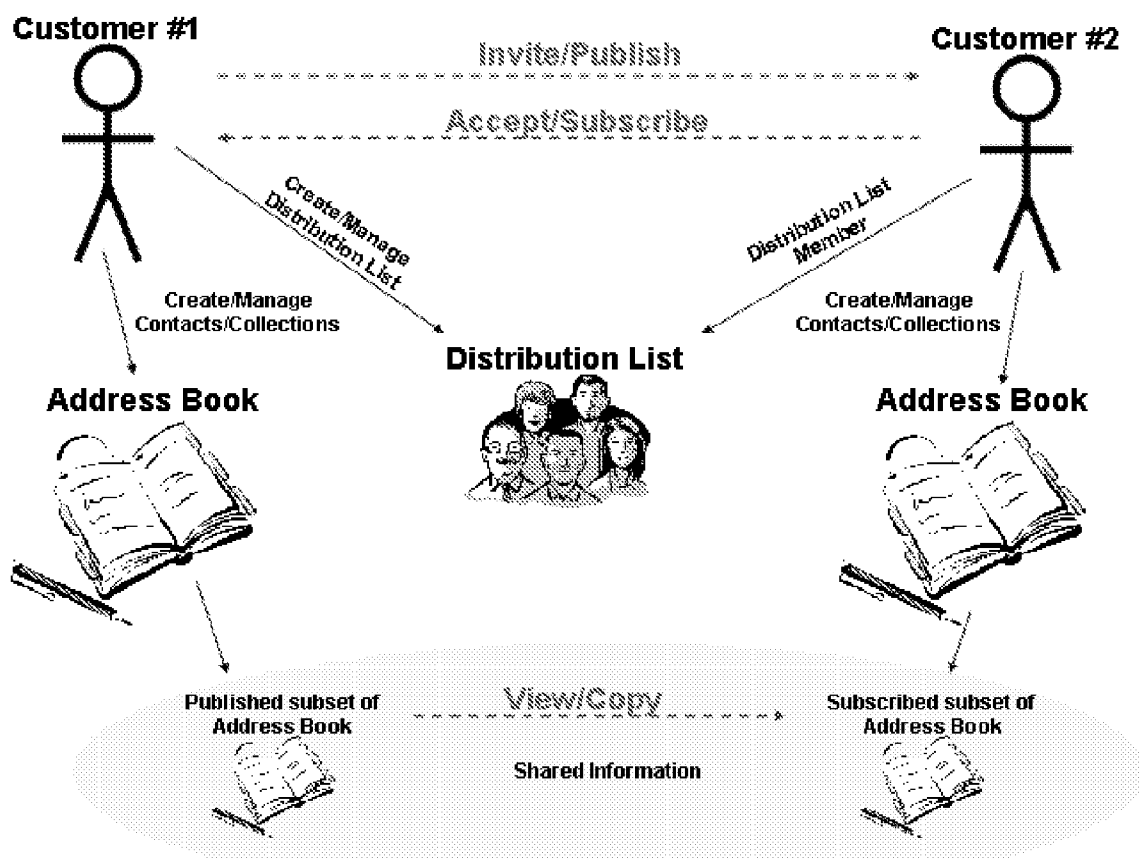 Customer #1
Customer #2
Invite/Publish
Accept/Subscribe
Create/Manage
Distribution List
Distribution List
Member
Create/Manage
Contacts/Collections
Create/Manage
Contacts/Collections
Distribution List
Address Book
Address Book
Published subset of
Address Book
View/Copy
Subscribed subset of
Address Book
Shared Information